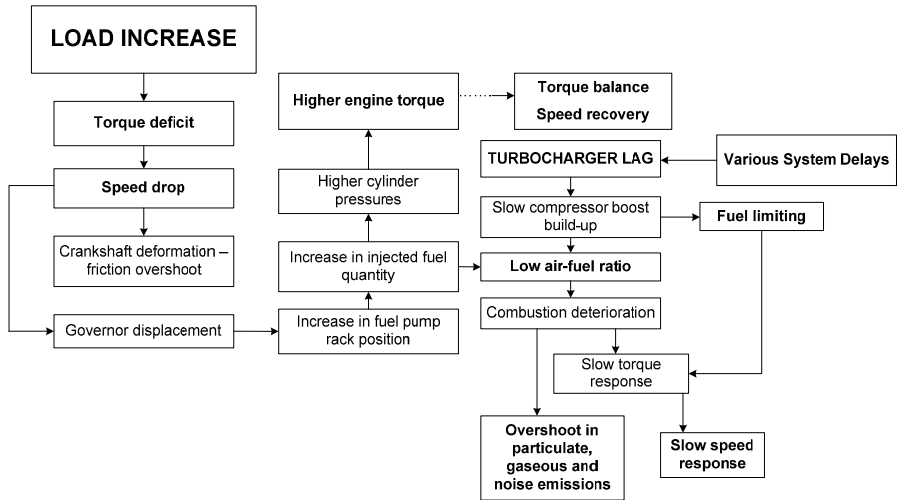 LOAD INCREASE
Torque deficit
Speed drop
Crankshaft deformation –
friction overshoot
Governor displacement
Higher engine torque
Higher cylinder
pressures
Increase in injected fuel
quantity
Increase in fuel pump
rack position
Torque balance
Speed recovery
TURBOCHARGER LAG
Various System Delays
Slow compressor boost
build-up
Fuel limiting
Low air-fuel ratio
Combustion deterioration
Slow torque
response
Overshoot in
particulate,
gaseous and
noise emissions
Slow speed
response